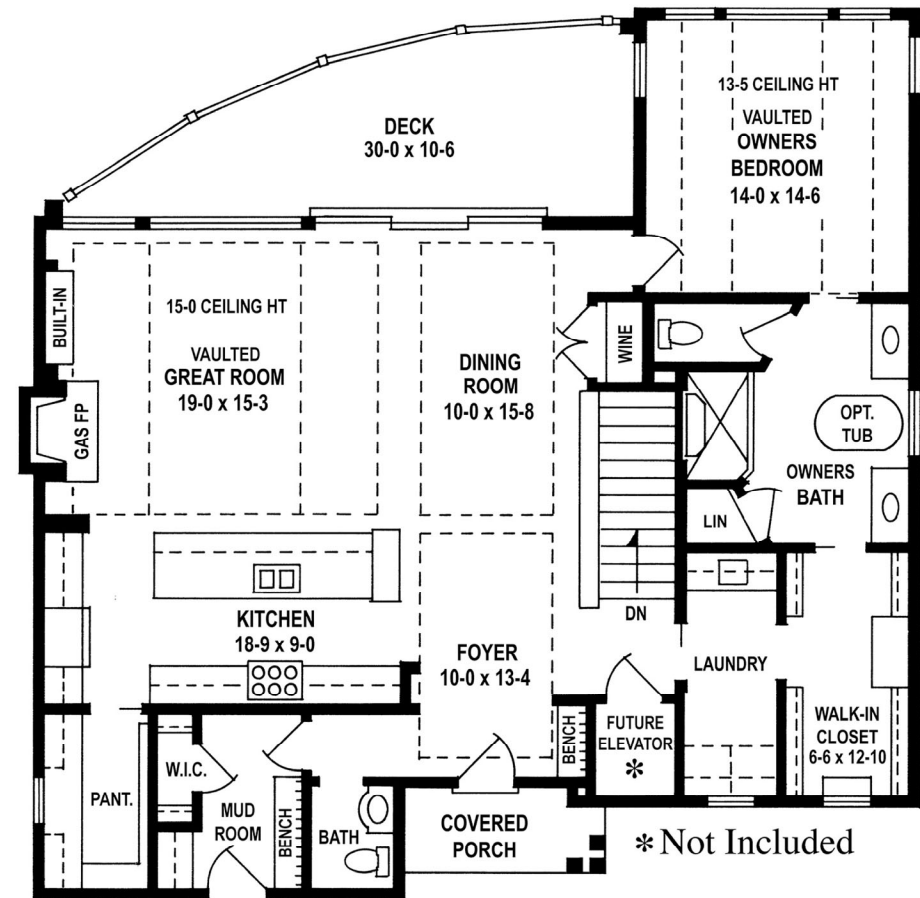 DECK
30-0 x 10-6
13-5 CEILING HT
VAULTED
OWNERS
BEDROOM
14-0 x 14-6
BUILT-IN
15-0 CEILING HT
VAULTED
GREAT ROOM
19-0 x 15-3
GAS FP
DINING
ROOM
10-0 x 15-8
WINE
OPT.
TUB
OWNERS
BATH
LIN
KITCHEN
18-9 x 9-0
FOYER
10-0 x 13-4
DN
LAUNDRY
WALK-IN
CLOSET
6-6 x 12-10
FUTURE
ELEVATOR
*
BENCH
W.I.C.
PANT.
MUD
ROOM
BENCH
BATH
COVERED
PORCH
* Not Included